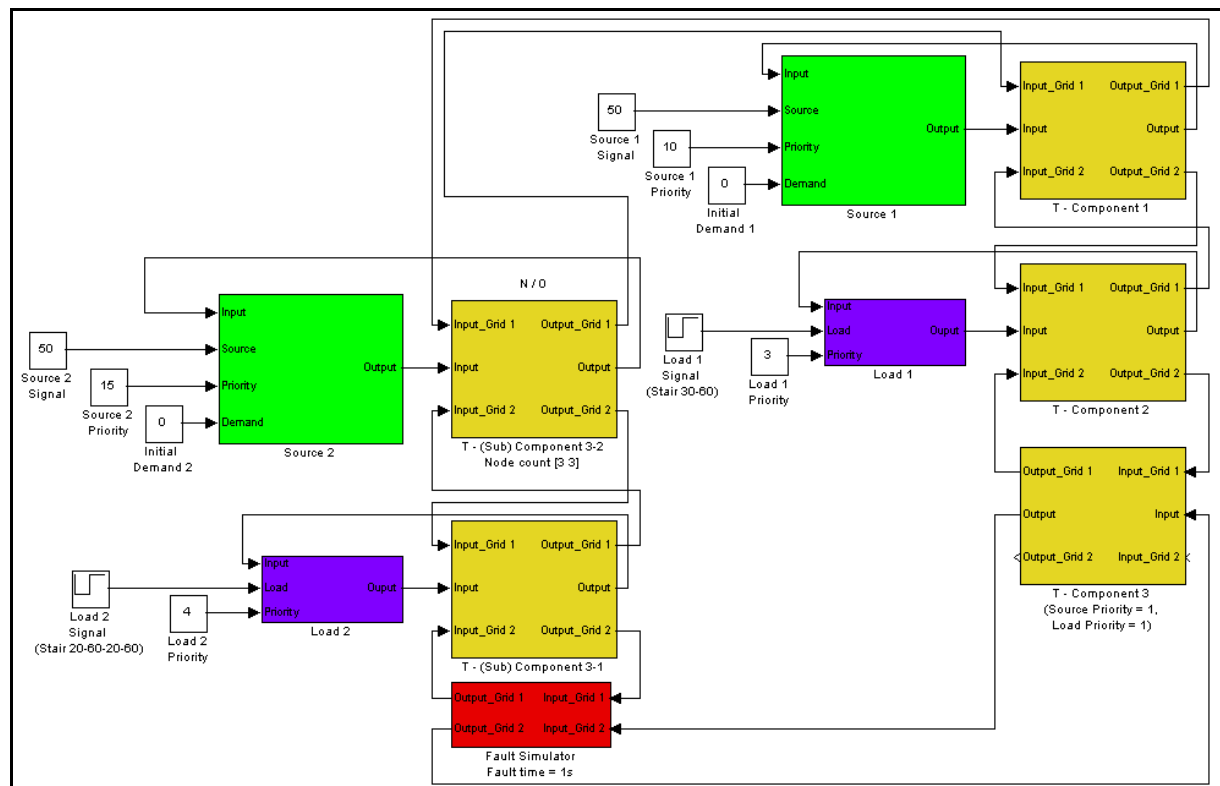 Input
Source
Priority
Demand
Output
Source 1
50
Source 1
Signal
10
Source 1
Priority
0
Initial
Demand 1
Input_Grid 1
Output_Grid 1
Input
Output
Input_Grid 2
Output_Grid 2
T - Component 1
N / 0
Input
Source
Priority
Demand
Output
Source 2
50
Source 2
Signal
15
Source 2
Priority
0
Initial
Demand 2
Input_Grid 1
Output_Grid 1
Input
Output
Input_Grid 2
Output_Grid 2
T - (Sub) Component 3-2
Node count [3 3]
Load 1
Signal
(Stair 30-60)
3
Load 1
Priority
Input
Load
Priority
Ouput
Load 1
Input_Grid 1
Output_Grid 1
Input
Output
Input_Grid 2
Output_Grid 2
T - Component 2
Load 2
Signal
(Stair 20-60-20-60)
4
Load 2
Priority
Input
Load
Priority
Ouput
Load 2
Input_Grid 1
Output_Grid 1
Input
Output
Input_Grid 2
Output_Grid 2
T - (Sub) Component 3-1
Output_Grid 1
Input_Grid 1
Output
Input
Output_Grid 2
Input_Grid 2
T - Component 3
(Source Priority = 1,
Load Priority = 1)
Output_Grid 1
Input_Grid 1
Output_Grid 2
Input_Grid 2
Fault Simulator
Fault time = 1s